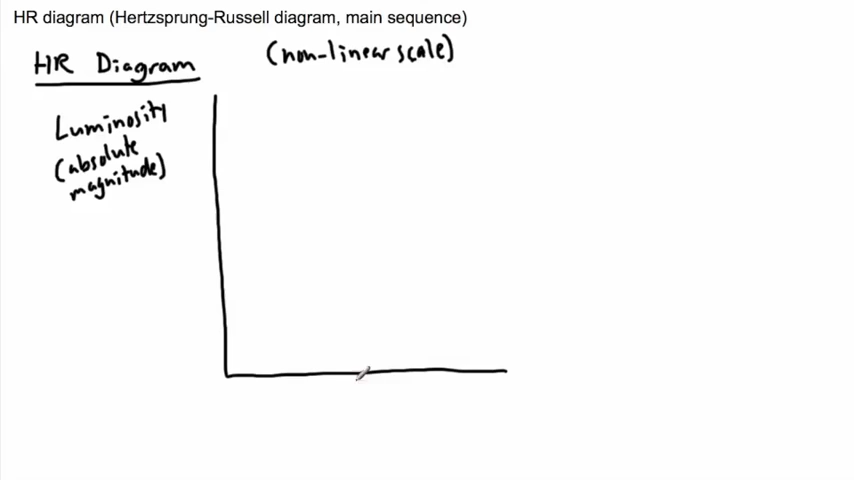 HR diagram (Hertzsprung-Russell diagram, main sequence)
HR Diagram
(non-linear scale)
Luminosity
(absolute
magnitude)